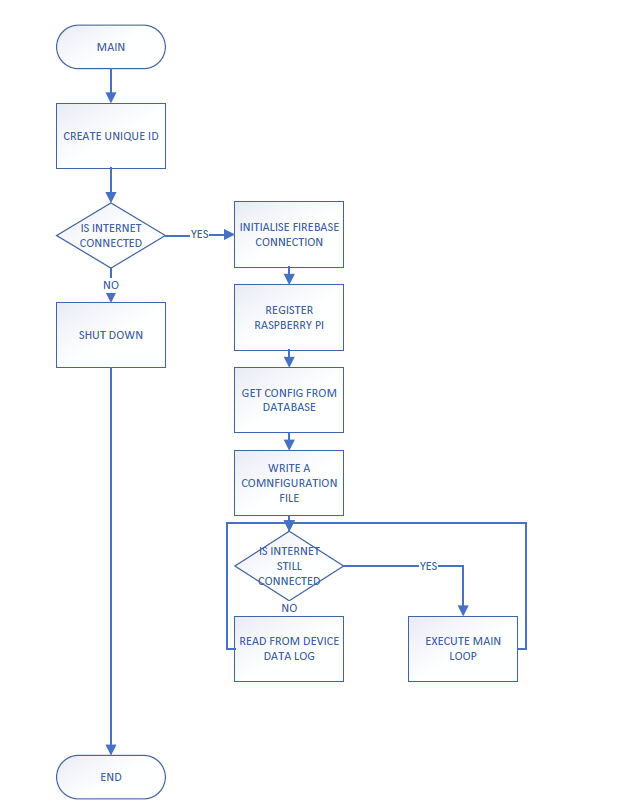 MAIN
CREATE UNIQUE ID
IS INTERNET
CONNECTED
YES
NO
SHUT DOWN
INITIALISE FIREBASE
CONNECTION
REGISTER
RASPBERRY PI
GET CONFIG FROM
DATABASE
WRITE A
COMNFIGURATION
FILE
IS INTERNET
STILL
CONNECTED
YES
NO
READ FROM DEVICE
DATA LOG
EXECUTE MAIN
LOOP
END